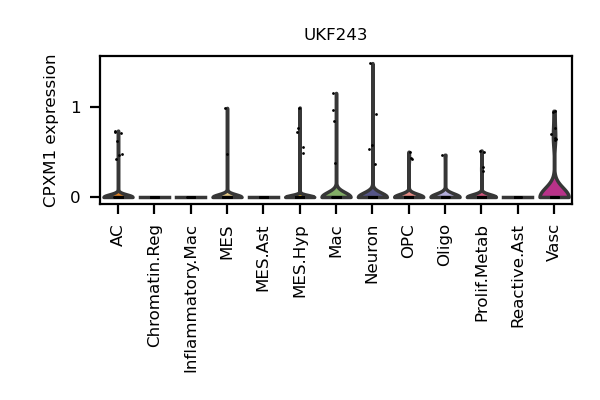 UKF243
CPXM1 expression
1
0
AC
Chromatin.Reg
Inflammatory.Mac
MES
MES.Ast
MES.Hyp
Mac
Neuron
OPC
Oligo
Prolif.Metab
Reactive.Ast
Vasc